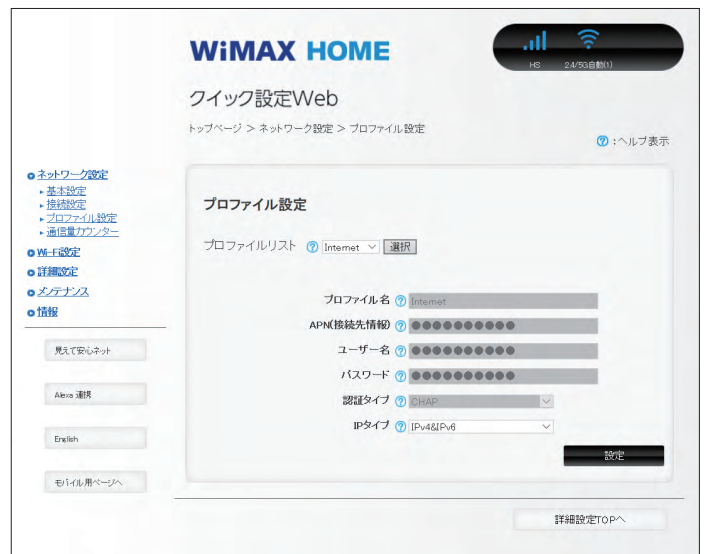 WiMAX HOME
HS 2.4/5G自動(1)
クイック設定Web
トップページ > ネットワーク設定 > プロファイル設定
?:ヘルプ表示
ネットワーク設定
基本設定
接続設定
プロファイル設定
通信量カウンター
Wi-Fi設定
詳細設定
メンテナンス
情報
見えて安心ネット
Alexa 連携
English
モバイル用ページへ
プロファイル設定
プロファイルリスト ? Internet 選択
プロファイル名 ? Internet
APN(接続先情報) ? ●●●●●●●●●●
ユーザー名 ? ●●●●●●●●●●
パスワード ? ●●●●●●●●●●
認証タイプ ? CHAP
IPタイプ ? IPv4&IPv6
設定
詳細設定TOPへ